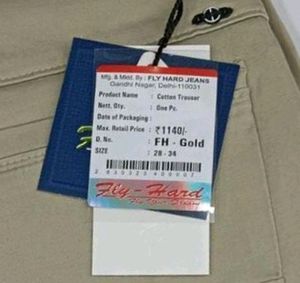 Mfg. & Mktd. By : FLY HARD JEANS
Gandhi Nagar, Delhi-110031
Product Name : Cotton Trouser
Nett. Qty. : One Pc.
Date of Packaging :
Max. Retail Price : ₹1140/-
D. No. : FH - Gold
SIZE : 28-34
Fly-Hard